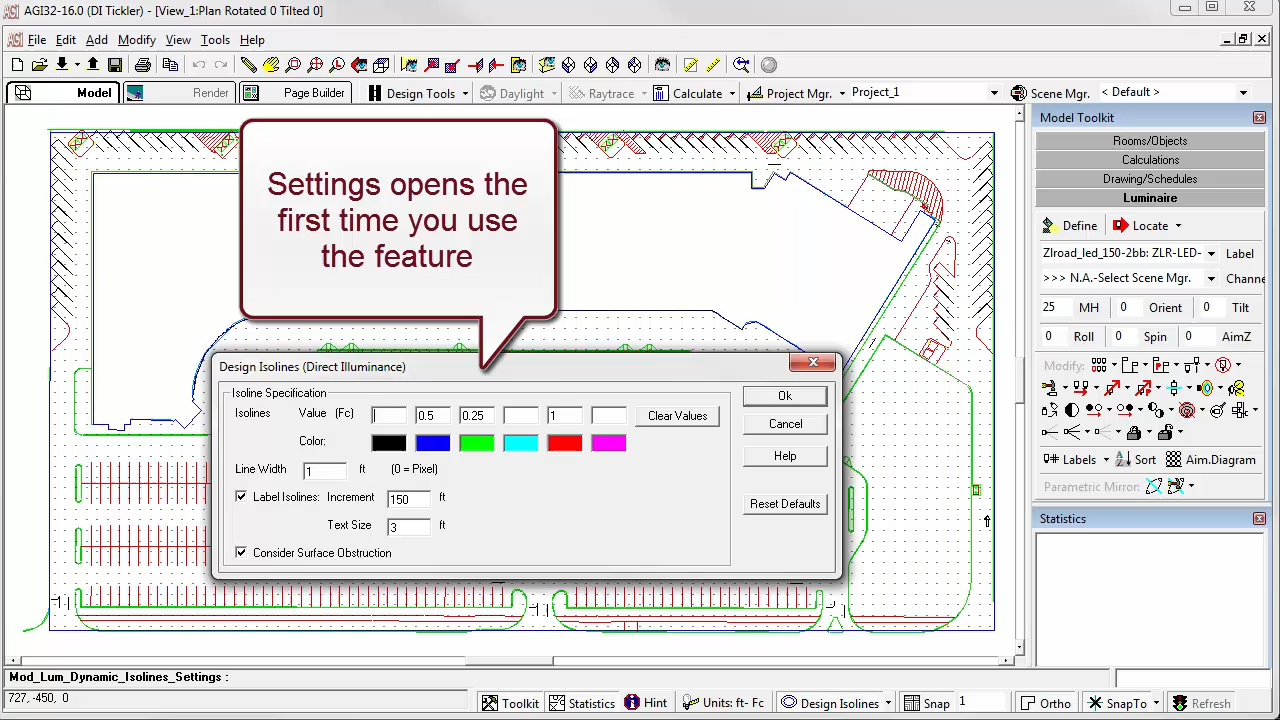 AGI32-16.0 (DI Tickler) - [View_1:Plan Rotated 0 Tilted 0]
AGI File Edit Add Modify View Tools Help
Model Render Page Builder Design Tools Daylight Raytrace Calculate Project Mgr. Project_1 Scene Mgr. < Default >
Model Toolkit
Rooms/Objects
Calculations
Drawing/Schedules
Luminaire
Define Locate
Zlroad_led_150-2bb: ZLR-LED- Label
>>> N.A.-Select Scene Mgr. Channe
25 MH 0 Orient 0 Tilt
0 Roll 0 Spin 0 AimZ
Modify:
Labels Sort Aim.Diagram
Parametric Mirror:
Statistics
Settings opens the
first time you use
the feature
Design Isolines (Direct Illuminance)
Isoline Specification
Isolines: Value (Fc) 0.5 0.25 1 Clear Values
Color:
Line Width 1 ft (0 = Pixel)
Label Isolines: Increment 150 ft
Text Size 3 ft
Consider Surface Obstruction
Ok
Cancel
Help
Reset Defaults
Mod_Lum_Dynamic_Isolines_Settings :
727, -450, 0
Toolkit Statistics Hint Units: ft- Fc Design Isolines Snap 1 Ortho SnapTo Refresh